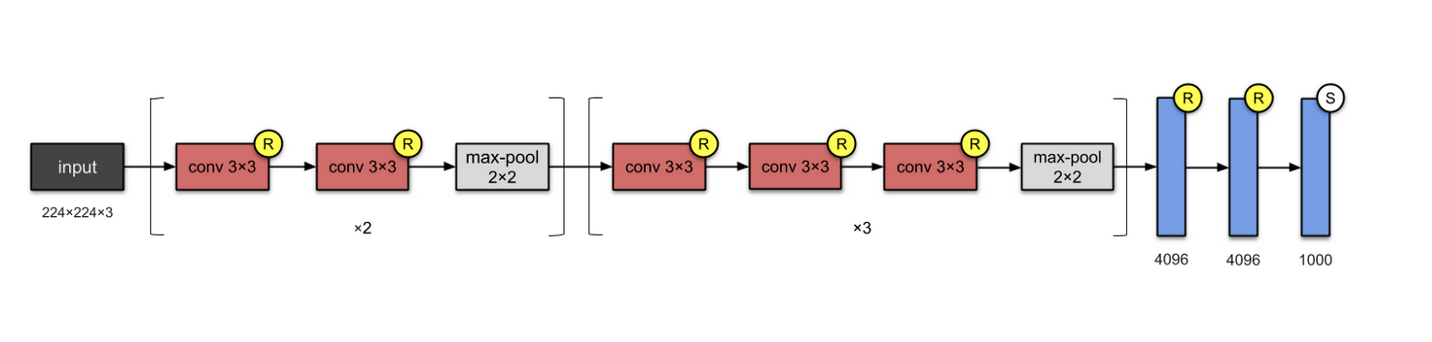 input
224×224×3
conv 3×3
R
conv 3×3
R
max-pool
2×2
×2
conv 3×3
R
conv 3×3
R
conv 3×3
R
max-pool
2×2
×3
R
4096
R
4096
S
1000